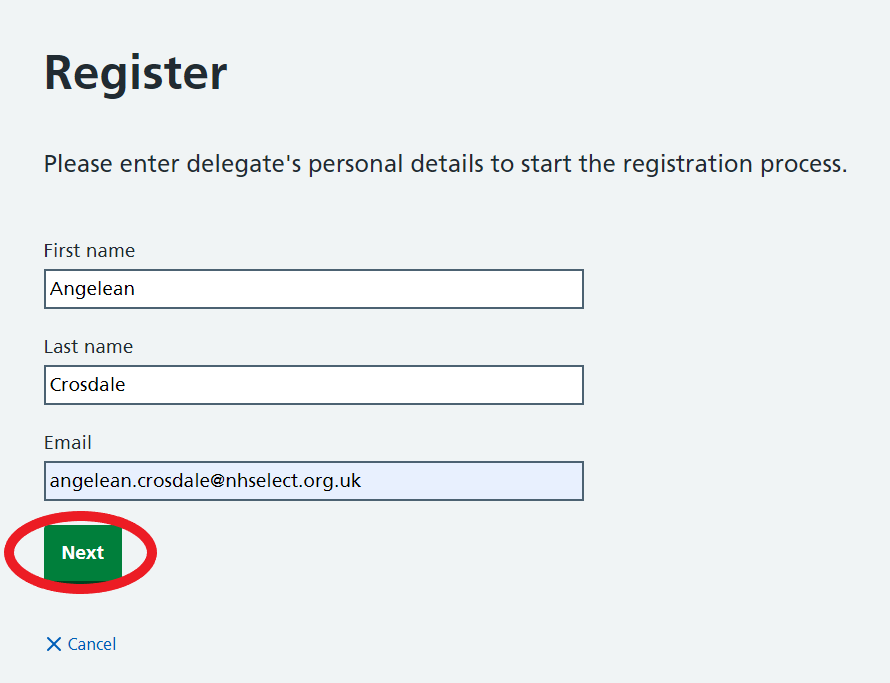 Register
Please enter delegate's personal details to start the registration process.
First name
Angelean
Last name
Crosdale
Email
angelean.crosdale@nhselect.org.uk
Next
Cancel